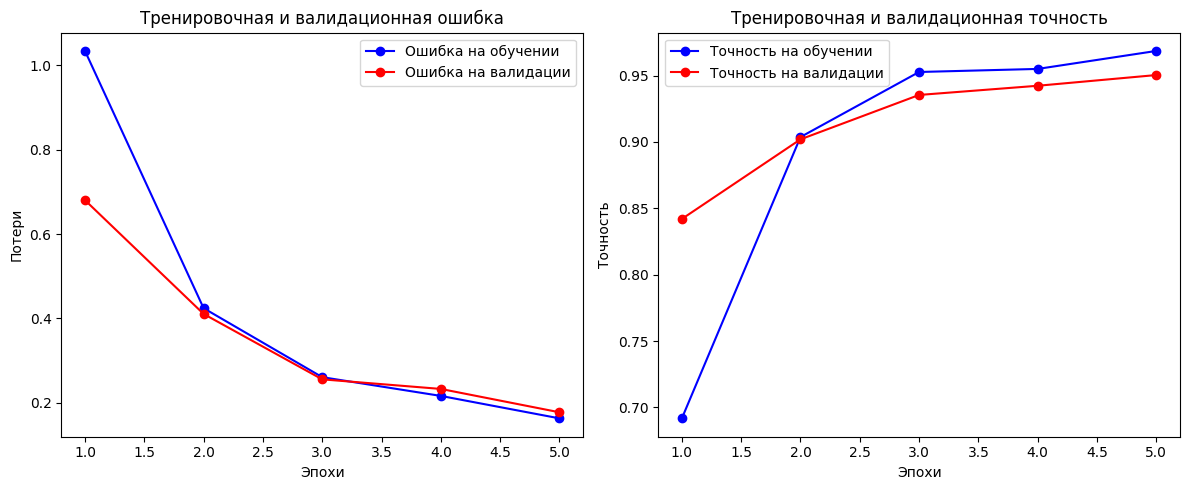 Тренировочная и валидационная ошибка
Ошибка на обучении
Ошибка на валидации
Потери
1.0
0.8
0.6
0.4
0.2
1.0 1.5 2.0 2.5 3.0 3.5 4.0 4.5 5.0
Эпохи
Тренировочная и валидационная точность
Точность на обучении
Точность на валидации
Точность
0.95
0.90
0.85
0.80
0.75
0.70
1.0 1.5 2.0 2.5 3.0 3.5 4.0 4.5 5.0
Эпохи